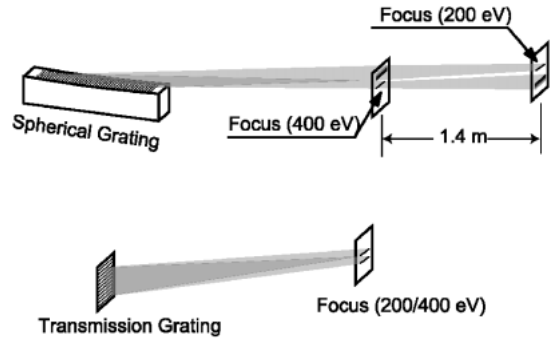 Focus (200 eV)
Spherical Grating
Focus (400 eV)
1.4 m
Transmission Grating
Focus (200/400 eV)